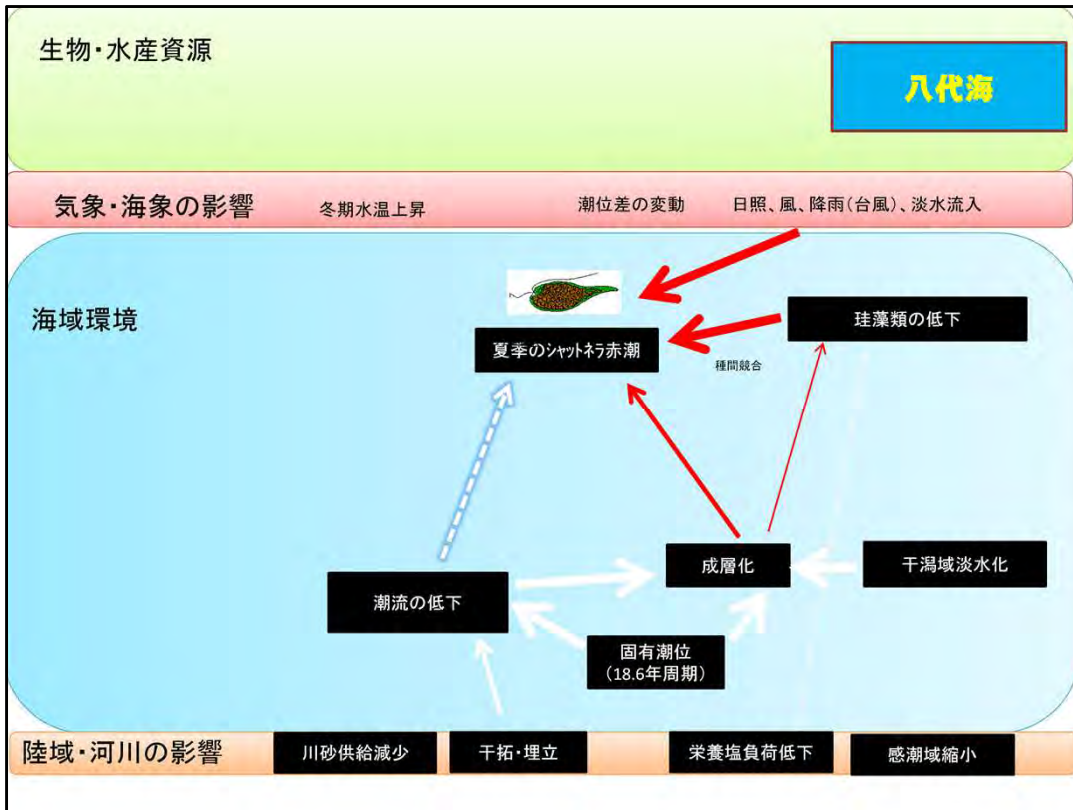 生物・水産資源
八代海
気象・海象の影響
冬期水温上昇
潮位差の変動
日照、風、降雨(台風)、淡水流入
海域環境
夏季のシャットネラ赤潮
珪藻類の低下
種間競合
成層化
干潟域淡水化
潮流の低下
固有潮位
(18.6年周期)
陸域・河川の影響
川砂供給減少
干拓・埋立
栄養塩負荷低下
感潮域縮小